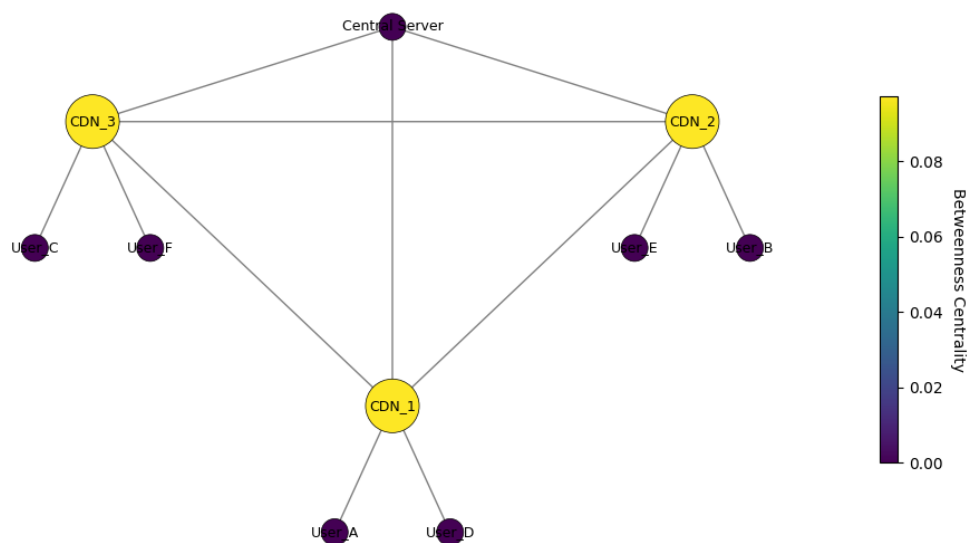 Central Server
CDN_3
CDN_2
User_C
User_F
User_E
User_B
CDN_1
User_A
User_D
0.08
0.06
0.04
0.02
0.00
Betweenness Centrality